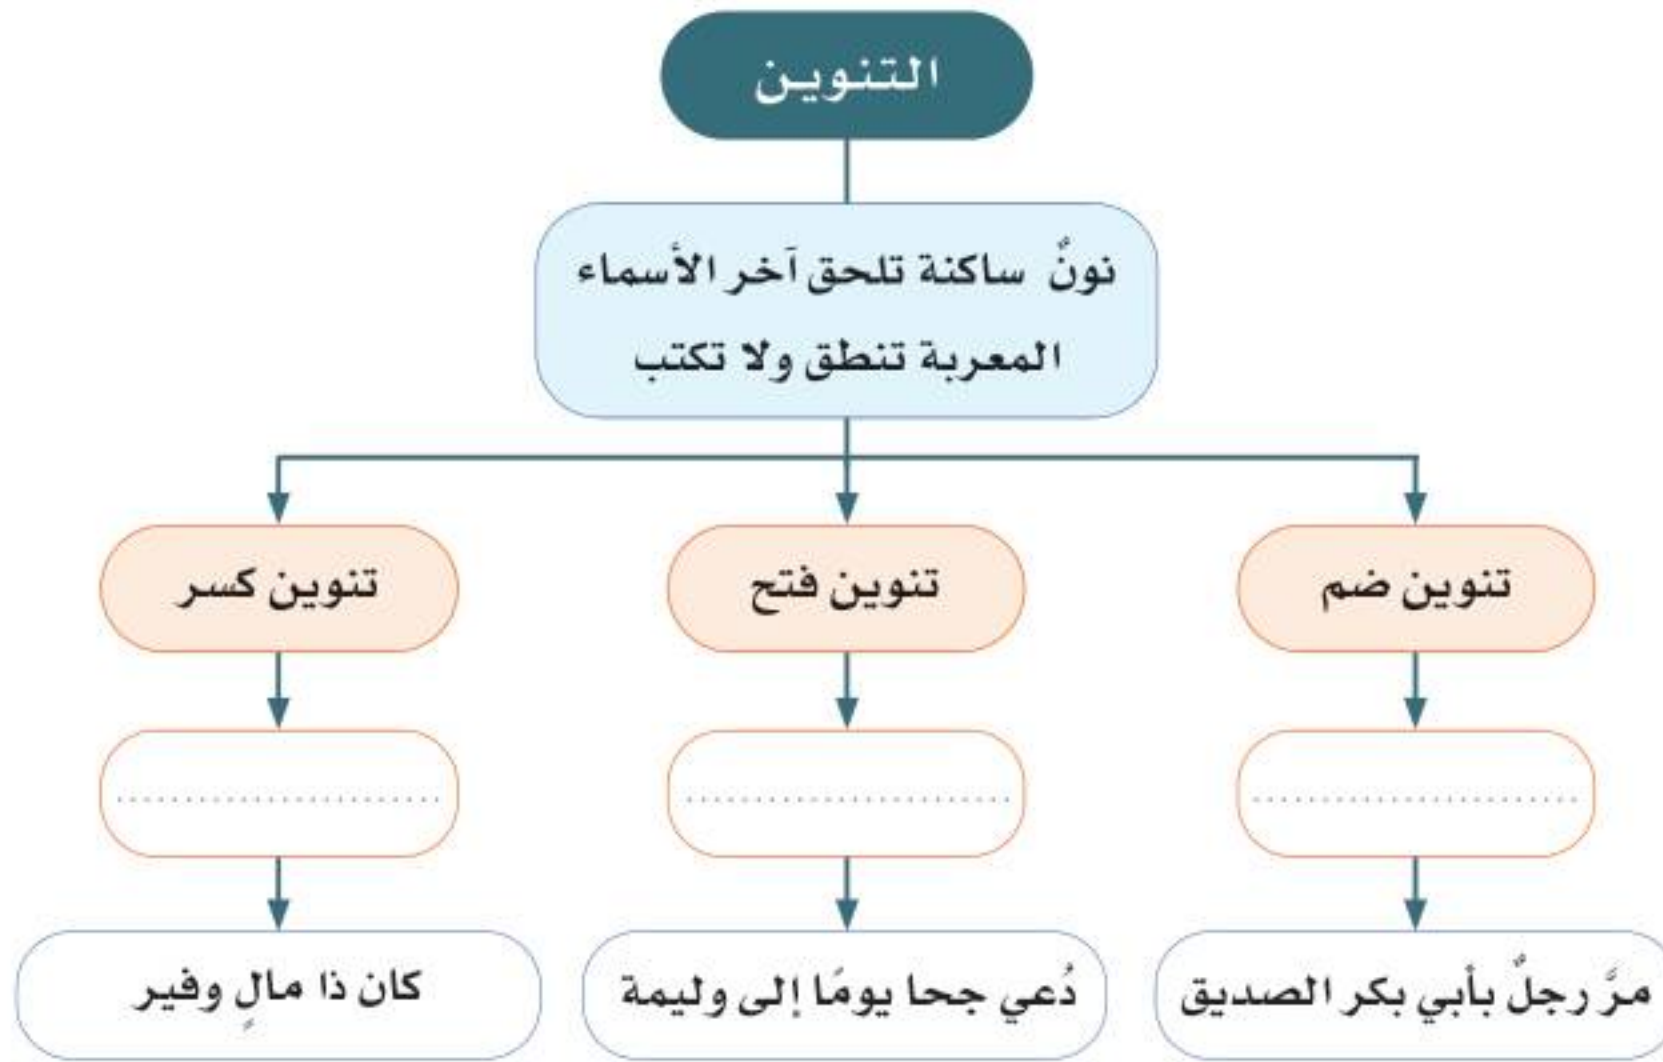 التنوين
نونٌ ساكنة تلحق آخر الأسماء
المعربة تنطق ولا تكتب
تنوين ضم
تنوين فتح
تنوين كسر
..............................
..............................
..............................
مرَّ رجلٌ بأبي بكر الصديق
دُعي جحا يومًا إلى وليمة
كان ذا مالٍ وفير